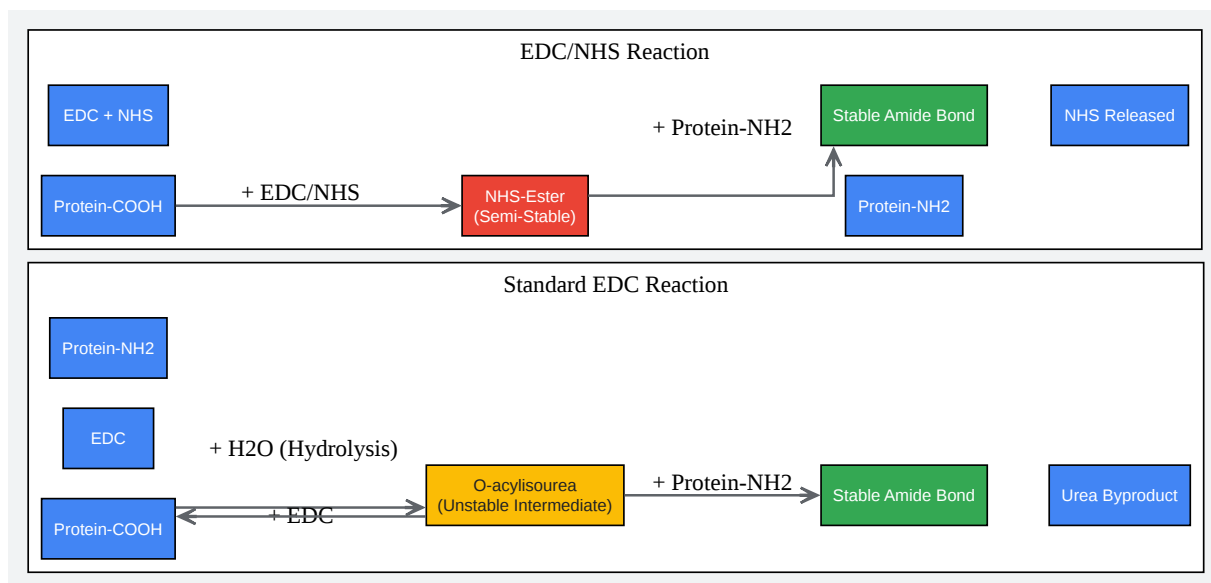 EDC/NHS Reaction
EDC + NHS
+ Protein-NH2
Stable Amide Bond
NHS Released
Protein-COOH
+ EDC/NHS
NHS-Ester
(Semi-Stable)
Protein-NH2
Standard EDC Reaction
Protein-NH2
EDC
+ H2O (Hydrolysis)
Protein-COOH
+ EDC
O-acylisourea
(Unstable Intermediate)
+ Protein-NH2
Stable Amide Bond
Urea Byproduct